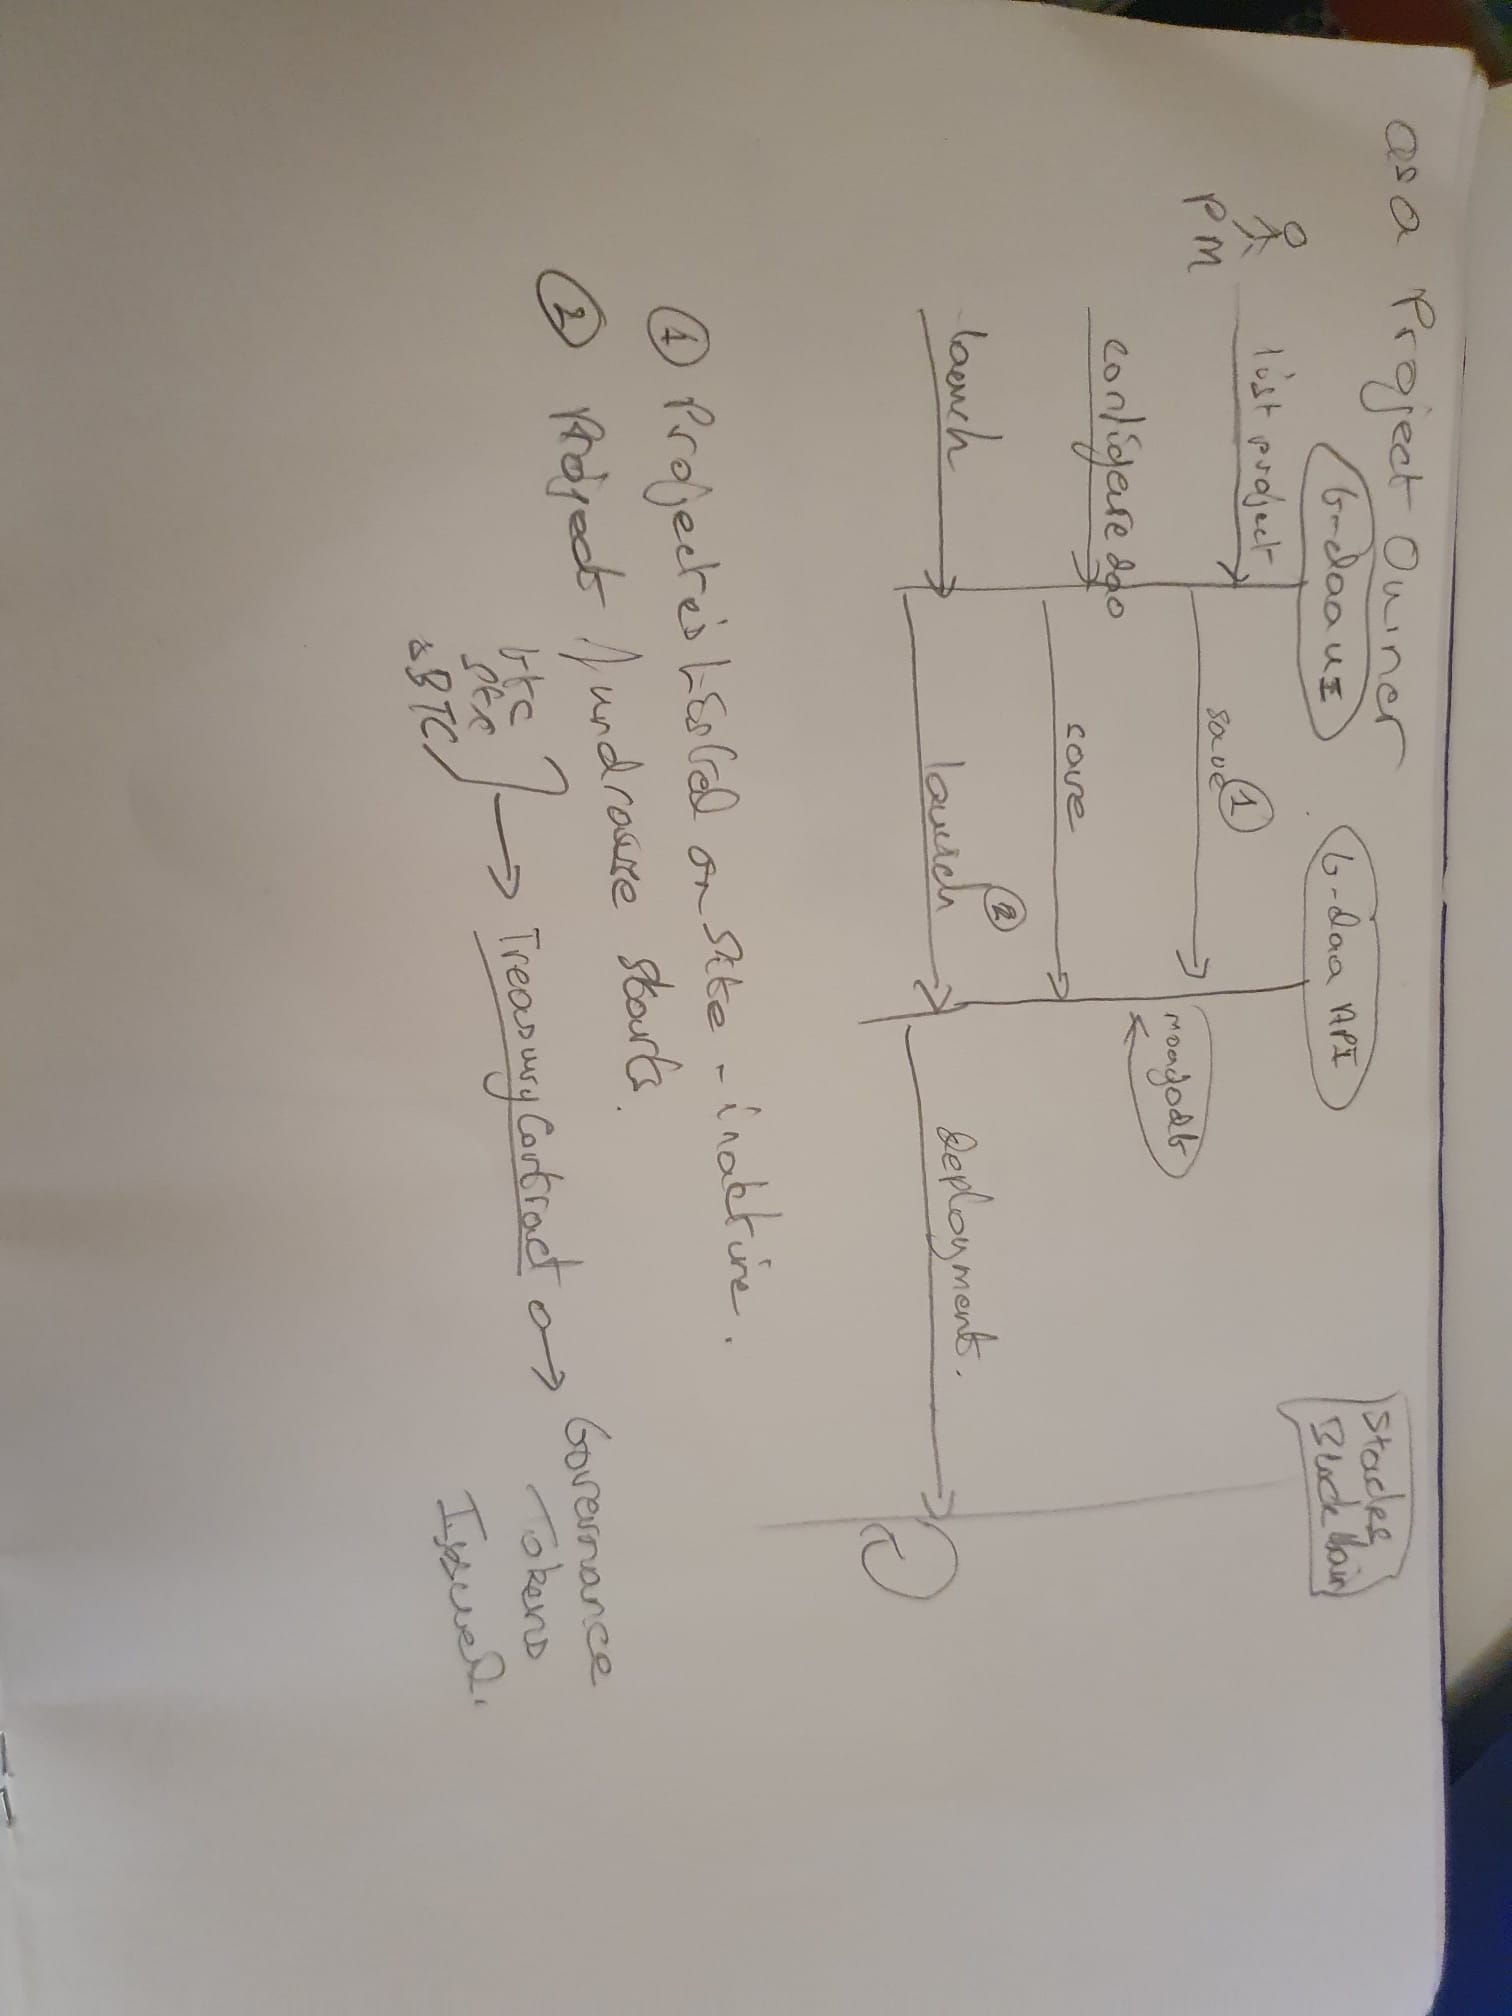 as a Project Owner
b-dao UI
b-dao API
Stacks
Blockchain
PM
list project
save ①
mongodb
configure dao
save
launch
launch ②
Deployment.
① Project is Listed on Site - inactive.
② Project fundraise starts.
btc
stx
sBTC
→ Treasury Contract → Governance
Tokens
Issued.